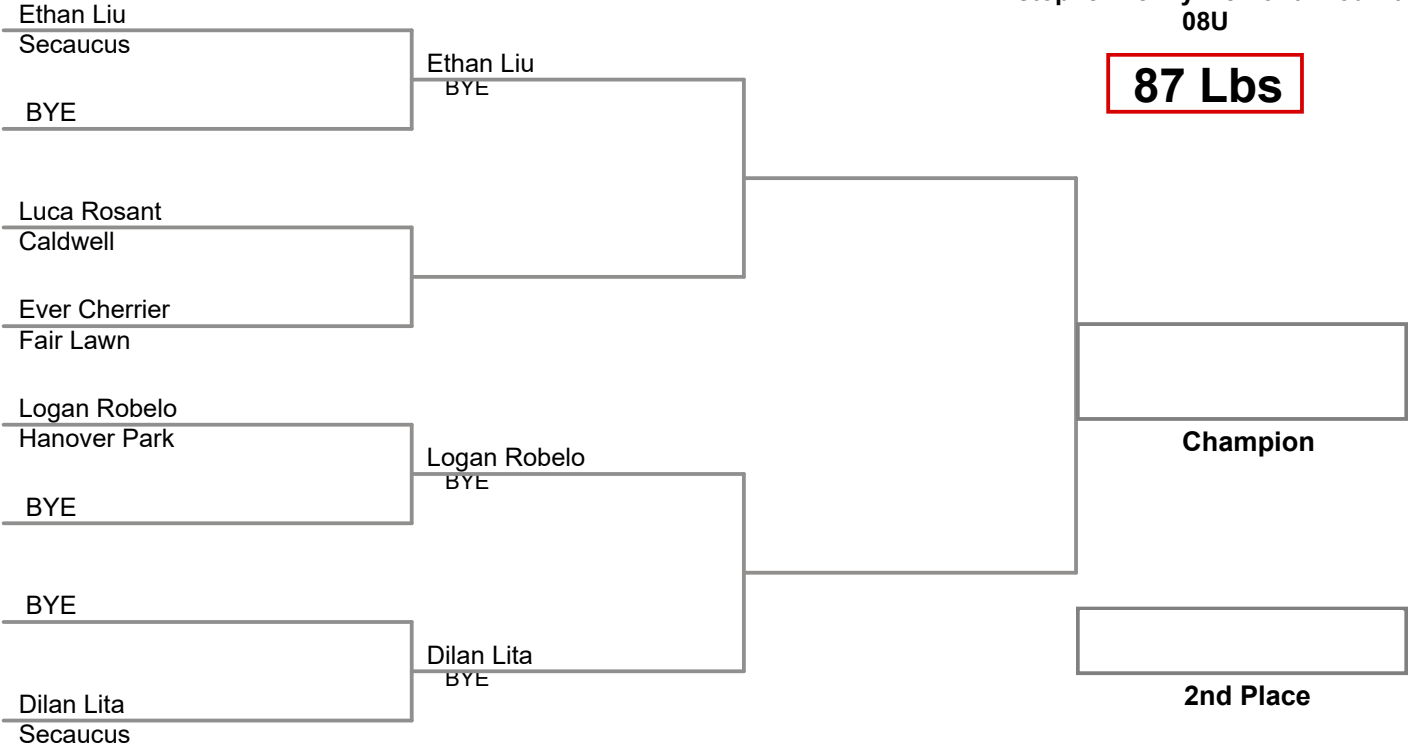 08U
87 Lbs
Ethan Liu
Secaucus
BYE
Luca Rosant
Caldwell
Ever Cherrier
Fair Lawn
Logan Robelo
Hanover Park
BYE
BYE
Dilan Lita
Secaucus
Ethan Liu
BYE
Logan Robelo
BYE
Dilan Lita
BYE
Champion
2nd Place